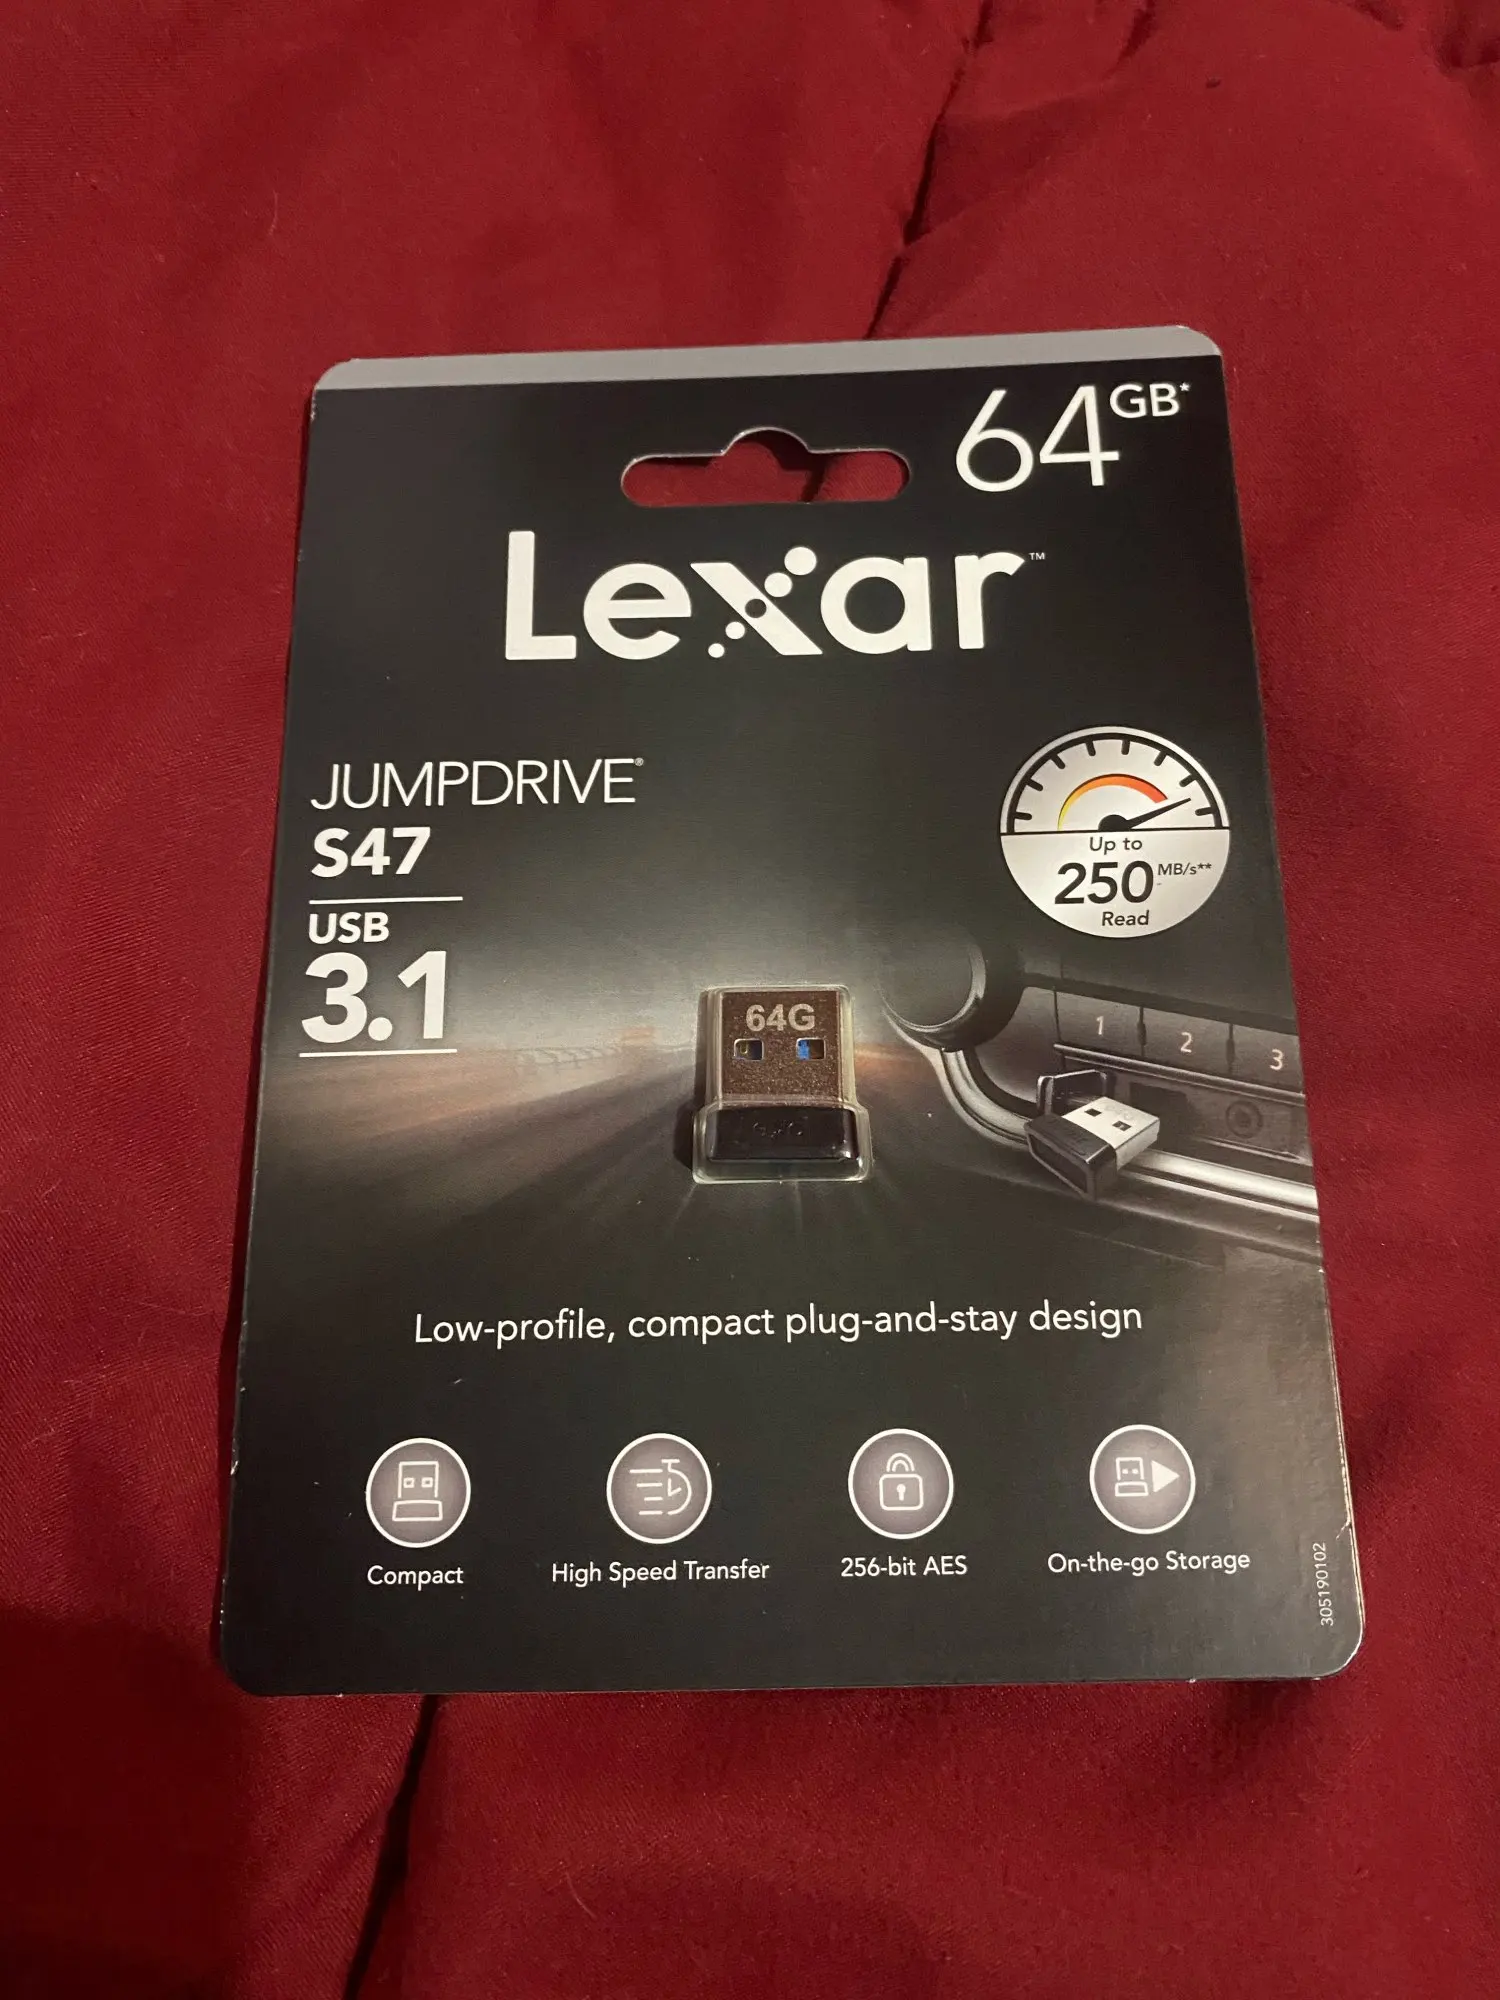 64GB*
Lexar™
JUMPDRIVE®
S47
USB
3.1
Up to
250 MB/s**
Read
64G
1 2 3
Low-profile, compact plug-and-stay design
Compact
High Speed Transfer
256-bit AES
On-the-go Storage
305190102